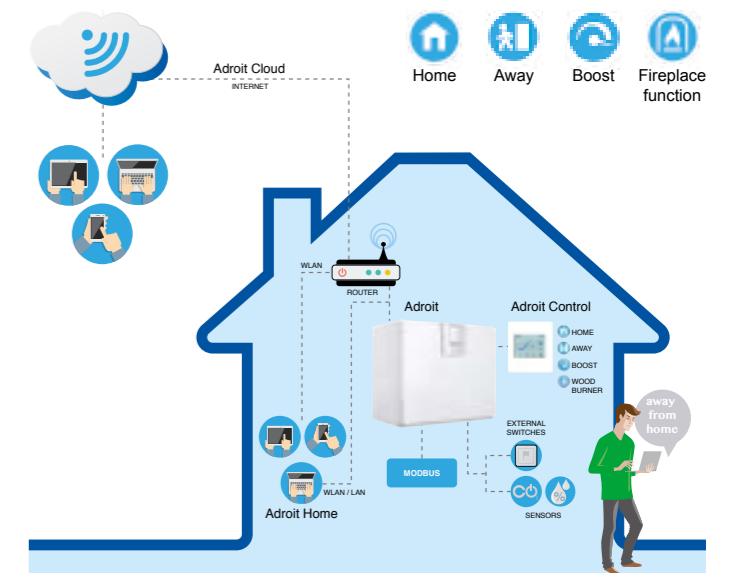 Adroit Cloud
INTERNET
Home
Away
Boost
Fireplace
function
WLAN
ROUTER
Adroit
Adroit Control
HOME
AWAY
BOOST
WOOD
BURNER
away
from
home
EXTERNAL
SWITCHES
MODBUS
WLAN / LAN
Adroit Home
%
SENSORS